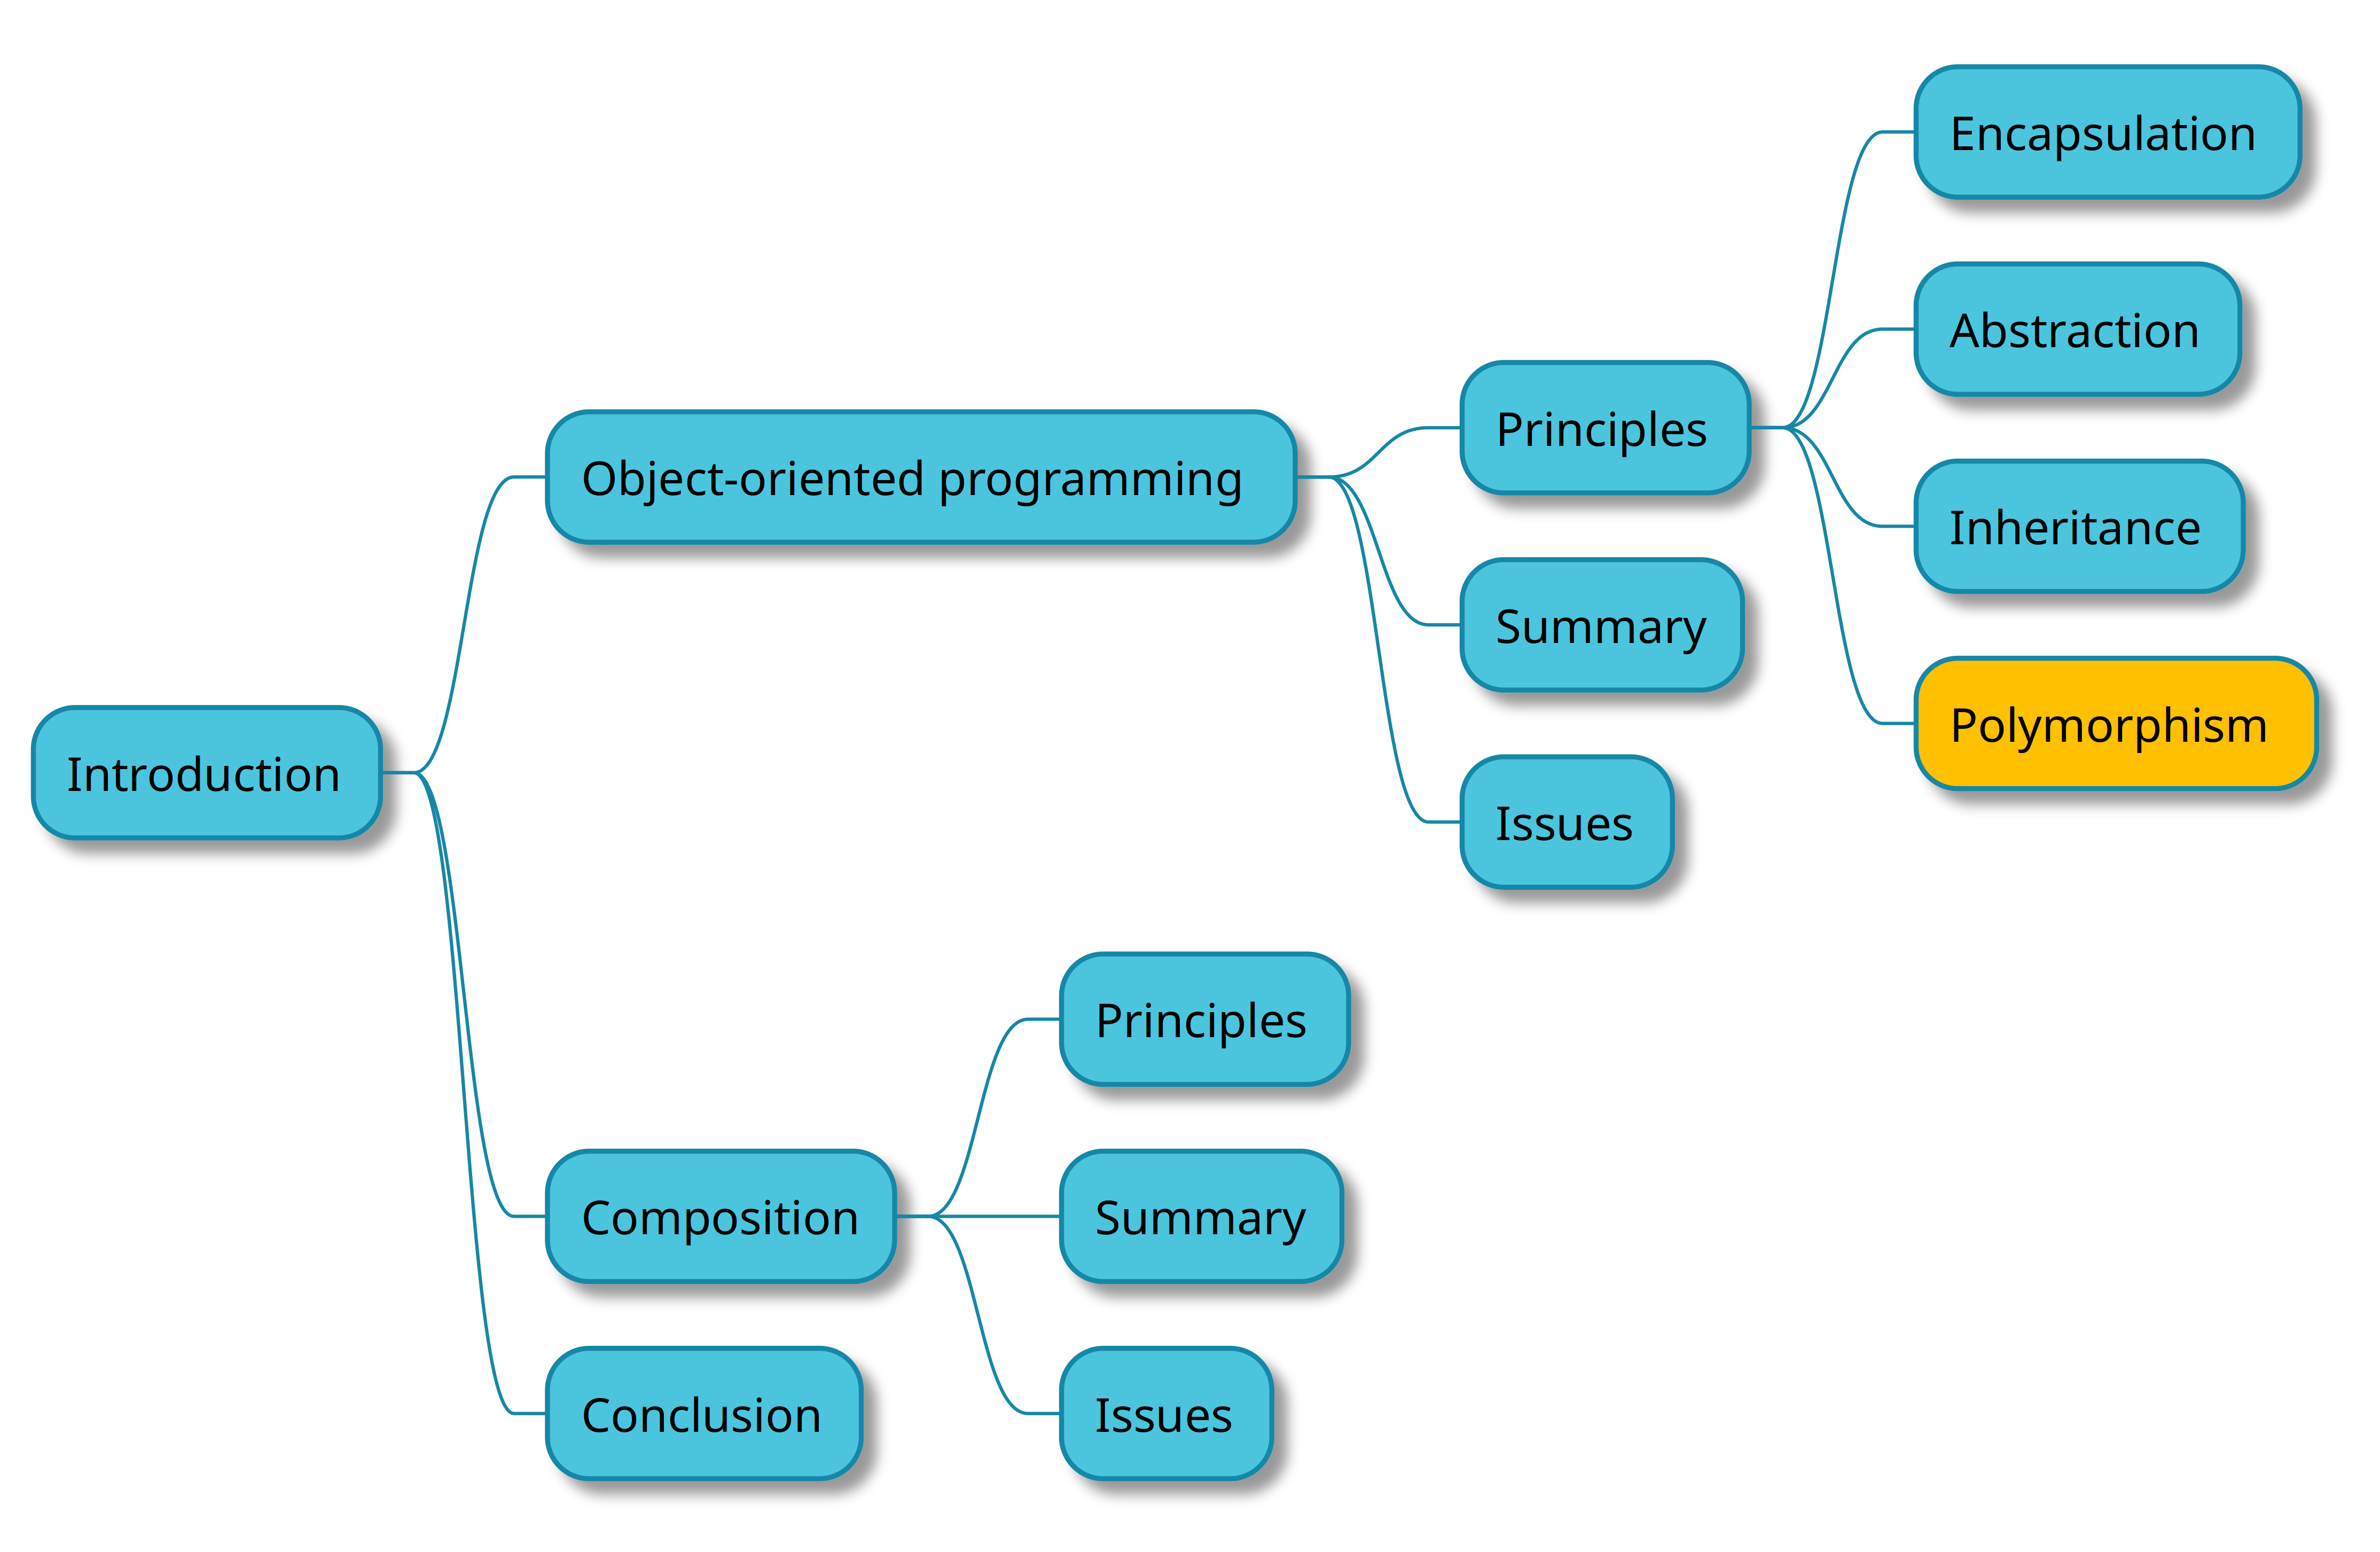 Introduction
Object-oriented programming
Principles
Encapsulation
Abstraction
Inheritance
Polymorphism
Summary
Issues
Composition
Principles
Summary
Issues
Conclusion